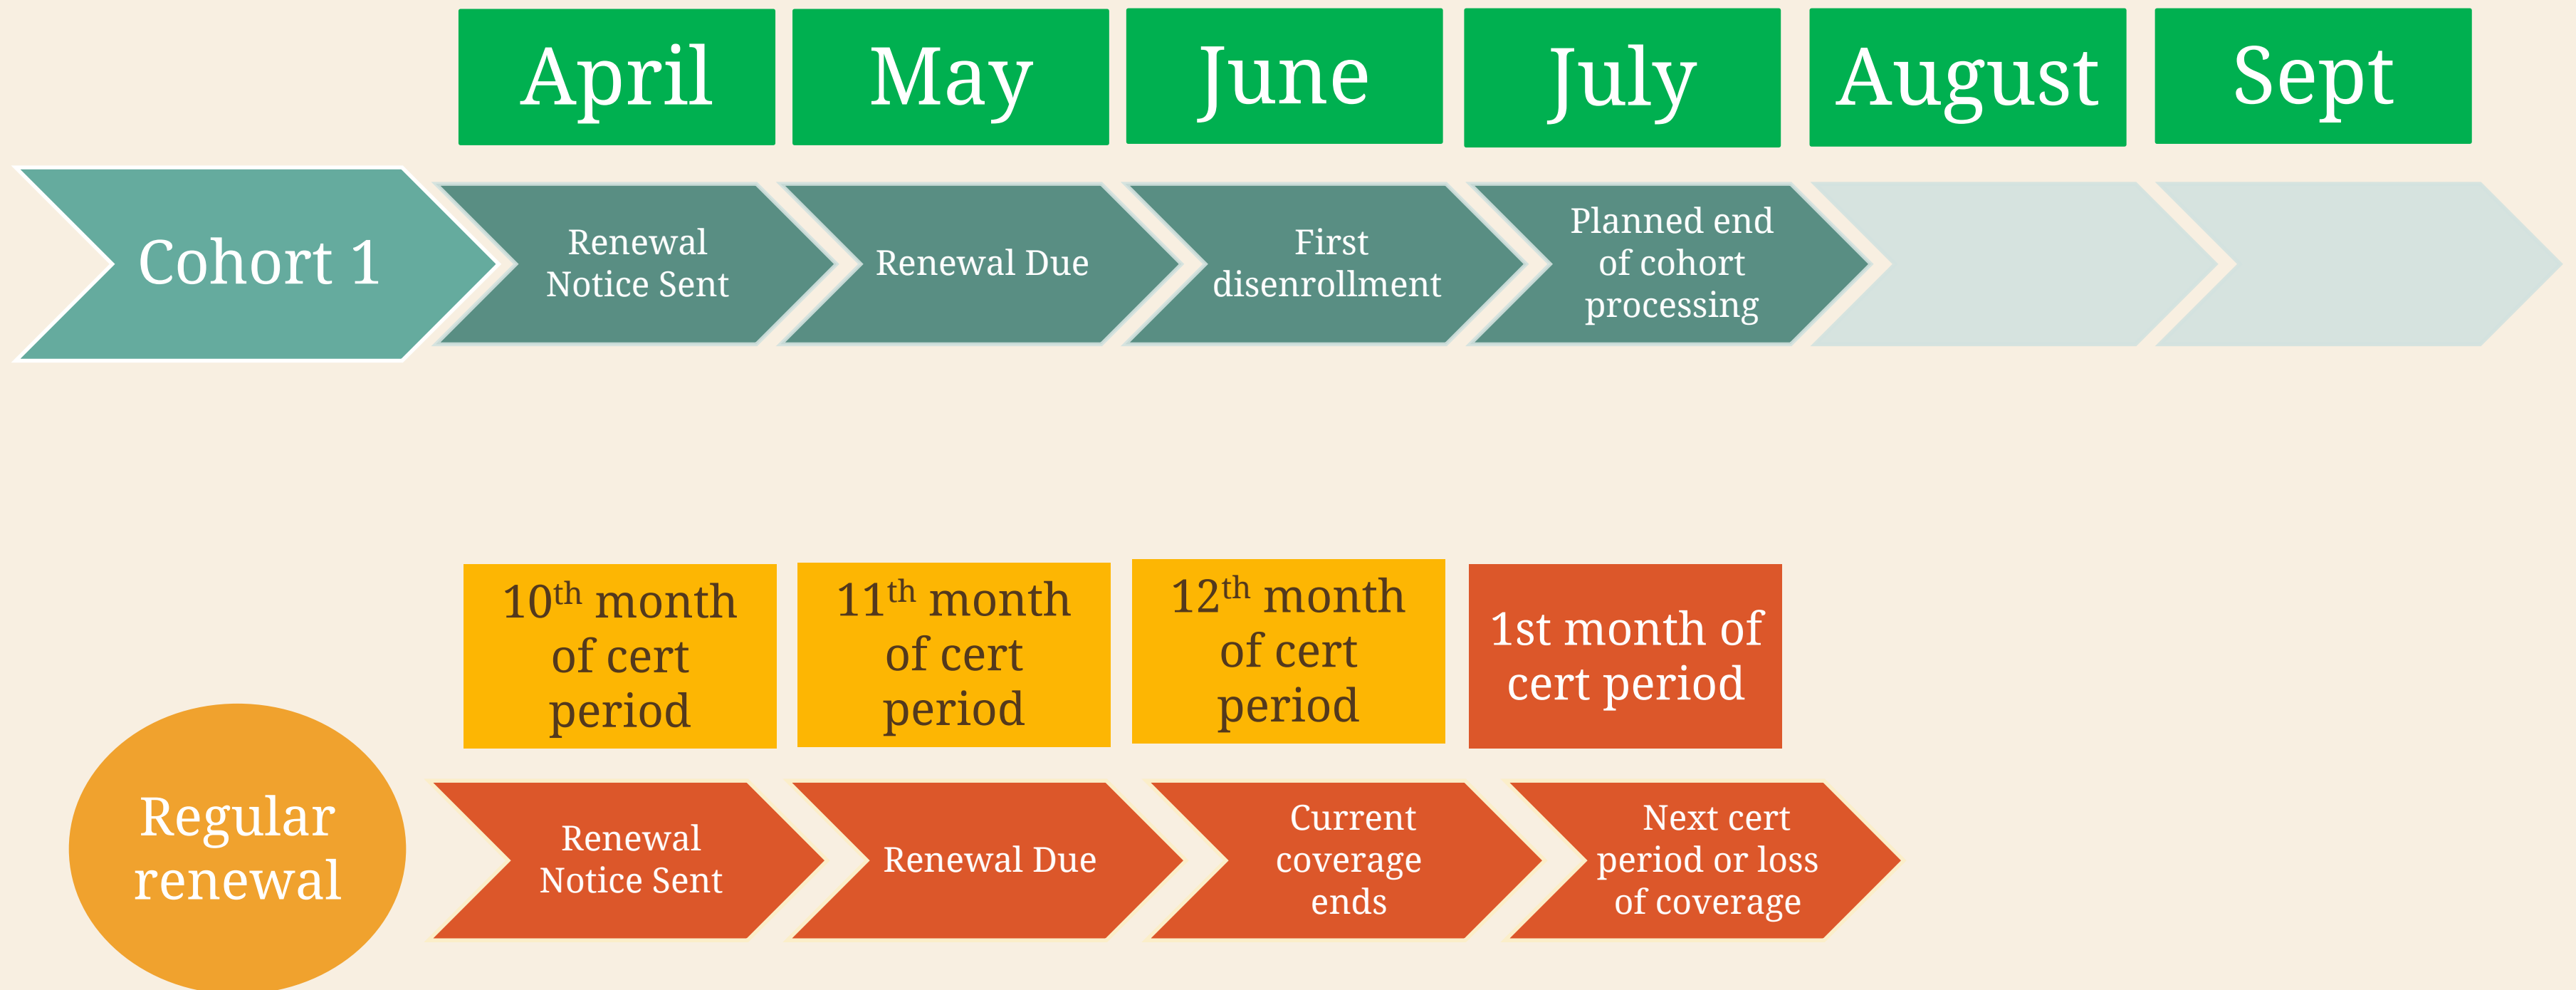 April
May
June
July
August
Sept
Cohort 1
Renewal
Notice Sent
Renewal Due
First
disenrollment
Planned end
of cohort
processing
10th month
of cert
period
11th month
of cert
period
12th month
of cert
period
1st month of
cert period
Regular
renewal
Renewal
Notice Sent
Renewal Due
Current
coverage
ends
Next cert
period or loss
of coverage